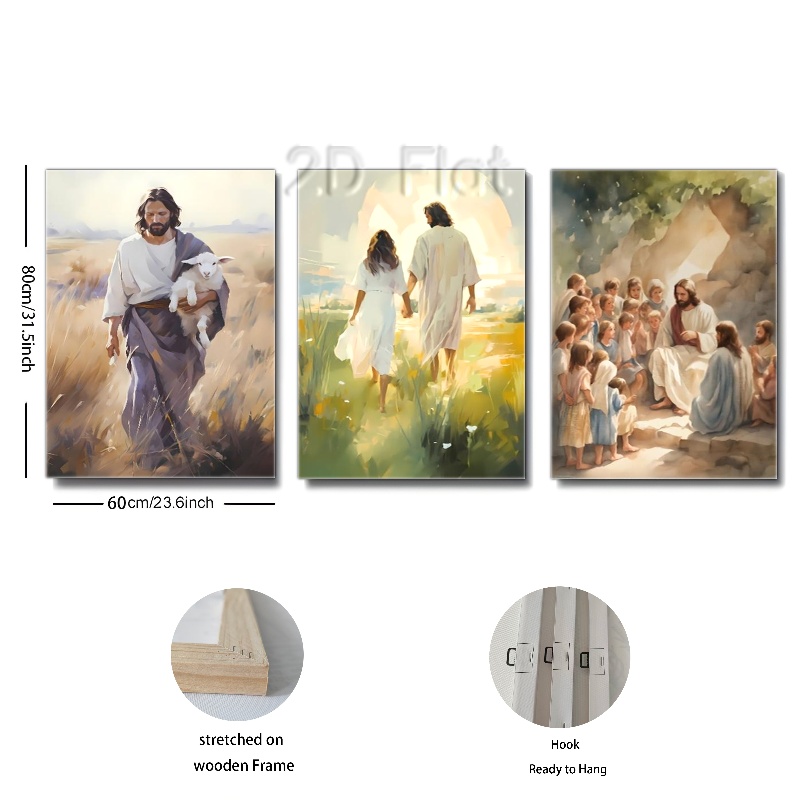 2D Flat
80cm/31.5inch
60cm/23.6inch
stretched on
wooden Frame
Hook
Ready to Hang